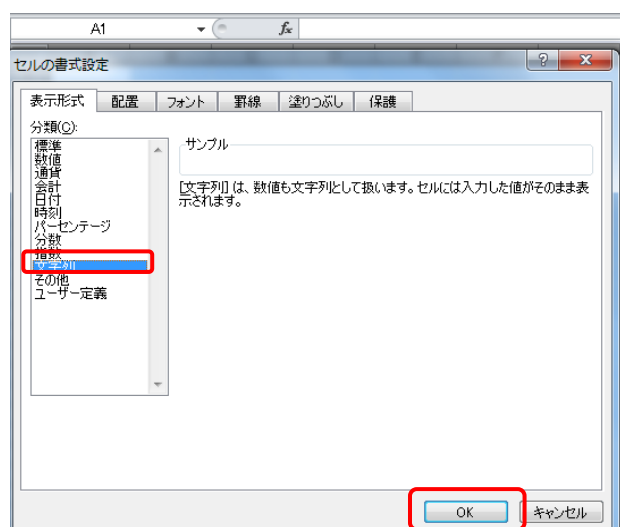 A1
fx
セルの書式設定
?
表示形式 配置 フォント 罫線 塗りつぶし 保護
分類(C):
標準
数値
通貨
会計
日付
時刻
パーセンテージ
分数
指数
文字列
その他
ユーザー定義
サンプル
[文字列] は、数値も文字列として扱います。セルには入力した値がそのまま表
示されます。
OK キャンセル